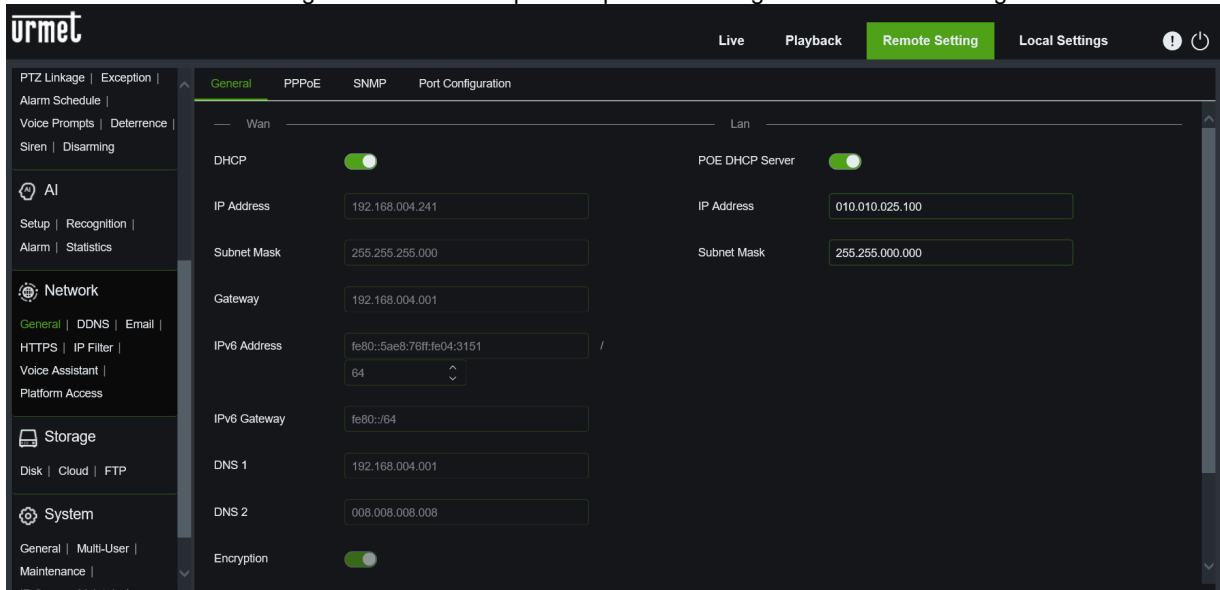 urmet
Live Playback Remote Setting Local Settings
PTZ Linkage | Exception |
Alarm Schedule |
Voice Prompts | Deterrence |
Siren | Disarming
AI
Setup | Recognition |
Alarm | Statistics
Network
General | DDNS | Email |
HTTPS | IP Filter |
Voice Assistant |
Platform Access
Storage
Disk | Cloud | FTP
System
General | Multi-User |
Maintenance |
General PPPoE SNMP Port Configuration
Wan
DHCP
IP Address 192.168.004.241
Subnet Mask 255.255.255.000
Gateway 192.168.004.001
IPv6 Address fe80::5ae8:76ff:fe04:3151 /
64
IPv6 Gateway fe80::/64
DNS 1 192.168.004.001
DNS 2 008.008.008.008
Encryption
Lan
POE DHCP Server
IP Address 010.010.025.100
Subnet Mask 255.255.000.000